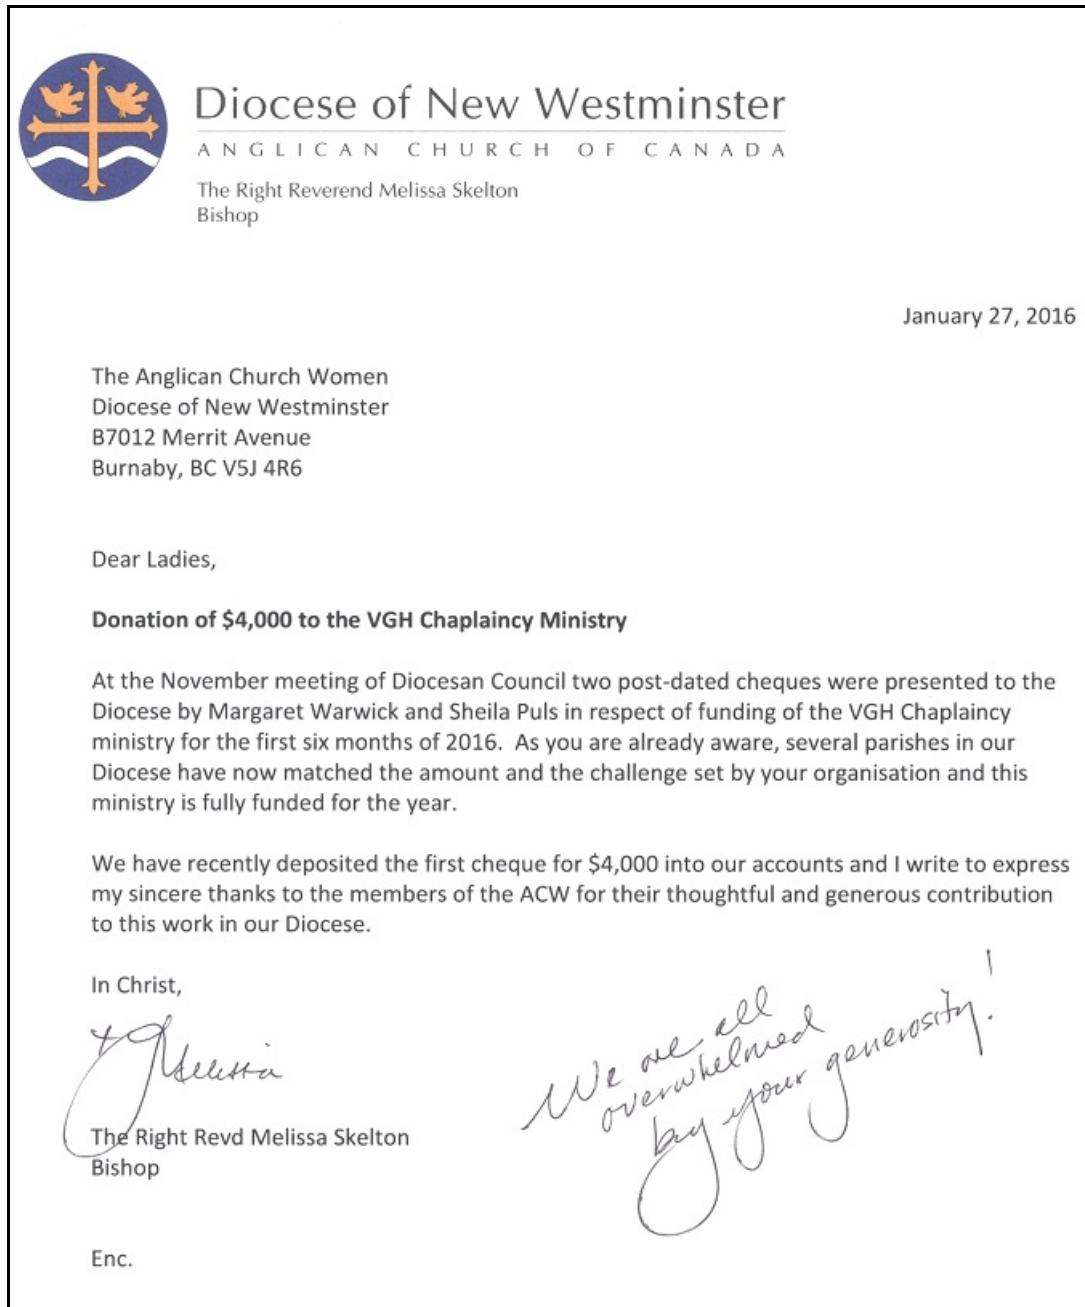 Diocese of New Westminster
ANGLICAN CHURCH OF CANADA
The Right Reverend Melissa Skelton
Bishop
January 27, 2016
The Anglican Church Women
Diocese of New Westminster
B7012 Merrit Avenue
Burnaby, BC V5J 4R6
Dear Ladies,
Donation of $4,000 to the VGH Chaplaincy Ministry
At the November meeting of Diocesan Council two post-dated cheques were presented to the
Diocese by Margaret Warwick and Sheila Puls in respect of funding of the VGH Chaplaincy
ministry for the first six months of 2016.  As you are already aware, several parishes in our
Diocese have now matched the amount and the challenge set by your organisation and this
ministry is fully funded for the year.
We have recently deposited the first cheque for $4,000 into our accounts and I write to express
my sincere thanks to the members of the ACW for their thoughtful and generous contribution
to this work in our Diocese.
In Christ,
+Melissa
The Right Revd Melissa Skelton
Bishop
We are all
overwhelmed
by your generosity!
Enc.